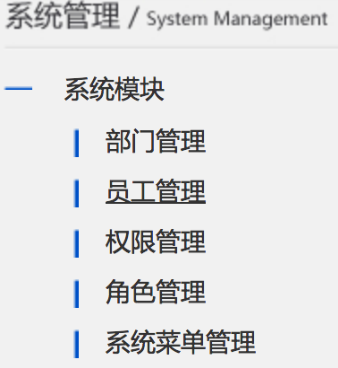 系统管理 / System Management
系统模块
部门管理
员工管理
权限管理
角色管理
系统菜单管理